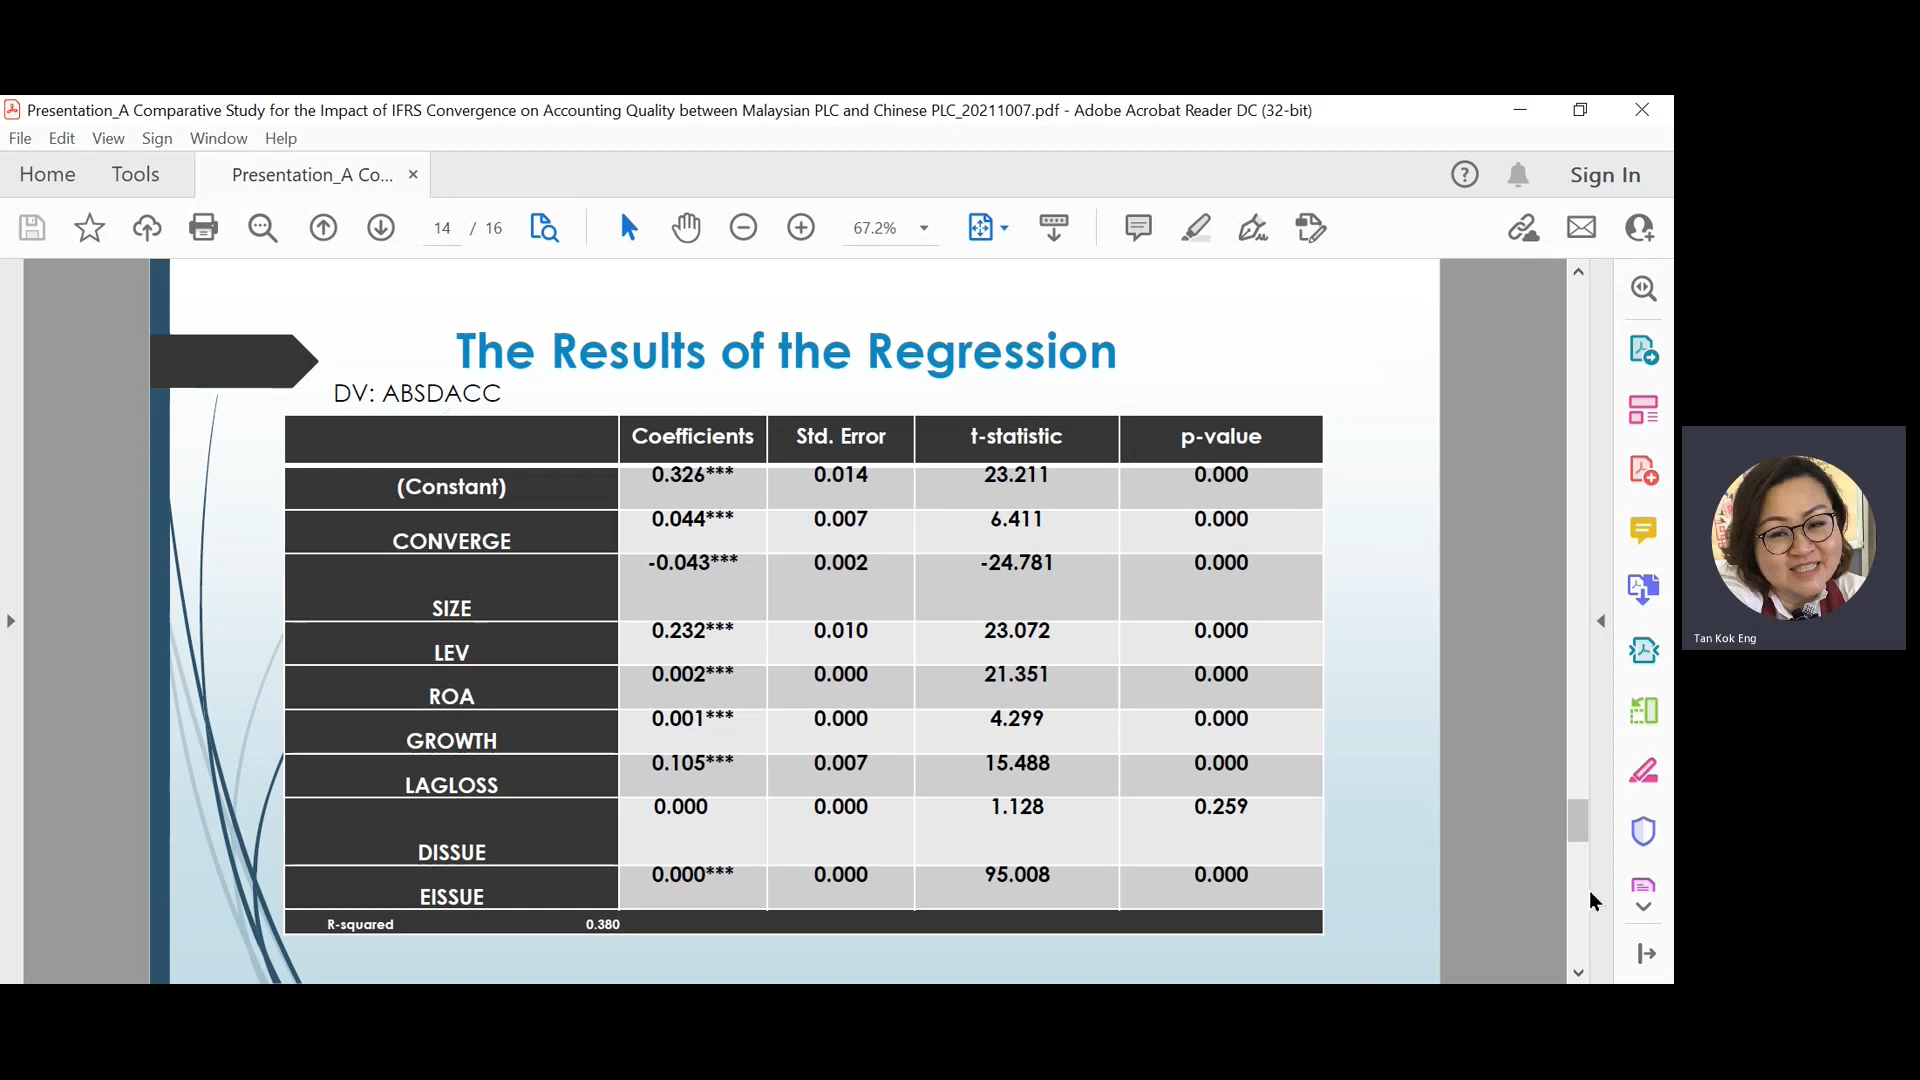 Presentation_A Comparative Study for the Impact of IFRS Convergence on Accounting Quality between Malaysian PLC and Chinese PLC_20211007.pdf - Adobe Acrobat Reader DC (32-bit)
File Edit View Sign Window Help
Home Tools Presentation_A Co... × Sign In
14 / 16 67.2%
The Results of the Regression
DV: ABSDACC
Coefficients Std. Error t-statistic p-value
(Constant) 0.326*** 0.014 23.211 0.000
CONVERGE 0.044*** 0.007 6.411 0.000
SIZE -0.043*** 0.002 -24.781 0.000
LEV 0.232*** 0.010 23.072 0.000
ROA 0.002*** 0.000 21.351 0.000
GROWTH 0.001*** 0.000 4.299 0.000
LAGLOSS 0.105*** 0.007 15.488 0.000
DISSUE 0.000 0.000 1.128 0.259
EISSUE 0.000*** 0.000 95.008 0.000
R-squared 0.380
Tan Kok Eng